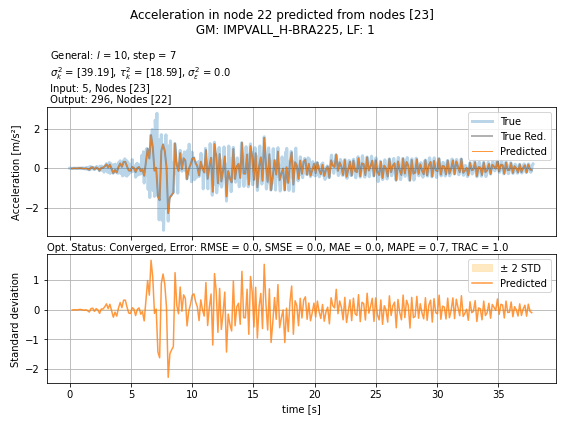 Acceleration in node 22 predicted from nodes [23]
GM: IMPVALL_H-BRA225, LF: 1
General: l = 10, step = 7
σ²ₖ = [39.19], τ²ₖ = [18.59], σ²ε = 0.0
Input: 5, Nodes [23]
Output: 296, Nodes [22]
Acceleration [m/s²]
2
0
−2
True
True Red.
Predicted
Opt. Status: Converged, Error: RMSE = 0.0, SMSE = 0.0, MAE = 0.0, MAPE = 0.7, TRAC = 1.0
Standard deviation
1
0
−1
−2
± 2 STD
Predicted
0 5 10 15 20 25 30 35
time [s]